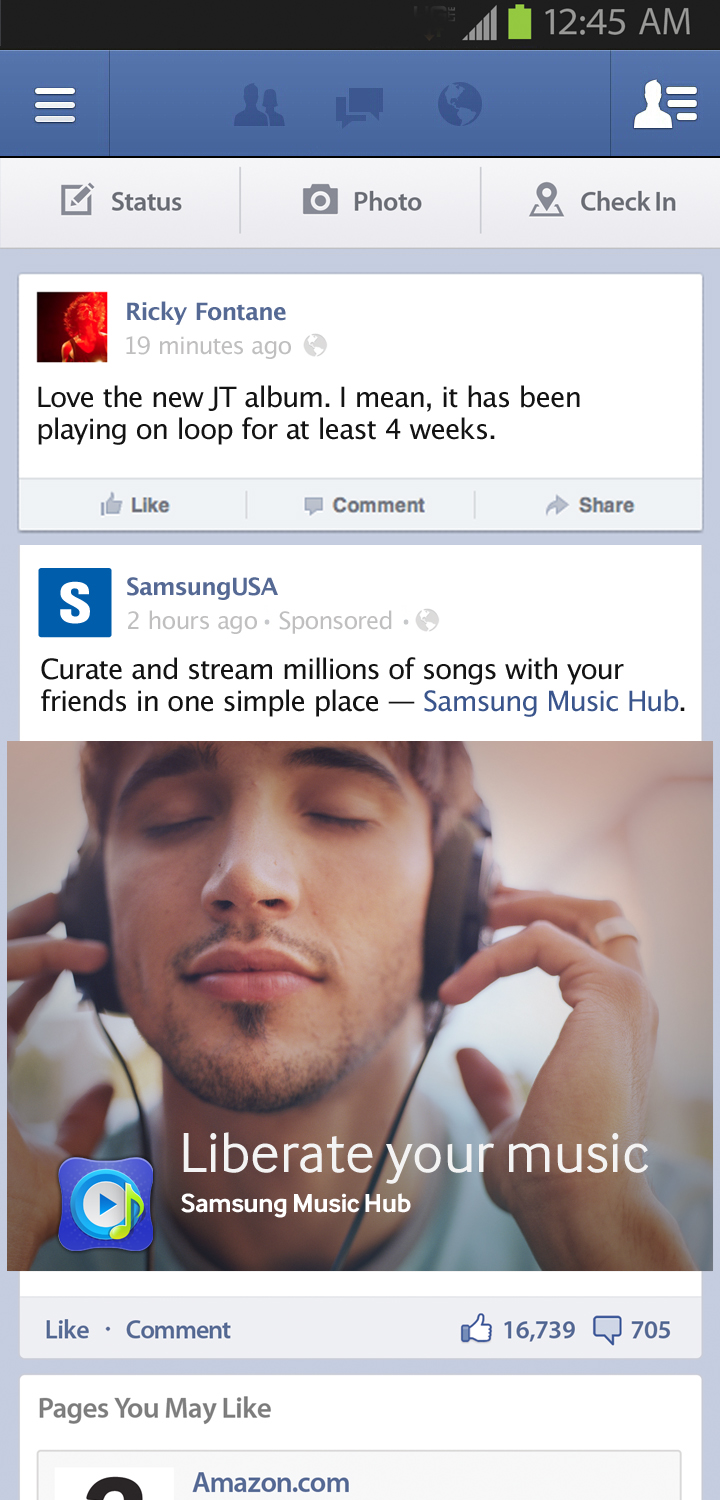 12:45 AM
Status
Photo
Check In
Ricky Fontane
19 minutes ago
Love the new JT album. I mean, it has been
playing on loop for at least 4 weeks.
Like
Comment
Share
S
SamsungUSA
2 hours ago • Sponsored •
Curate and stream millions of songs with your
friends in one simple place — Samsung Music Hub.
Liberate your music
Samsung Music Hub
Like · Comment
16,739
705
Pages You May Like
Amazon.com